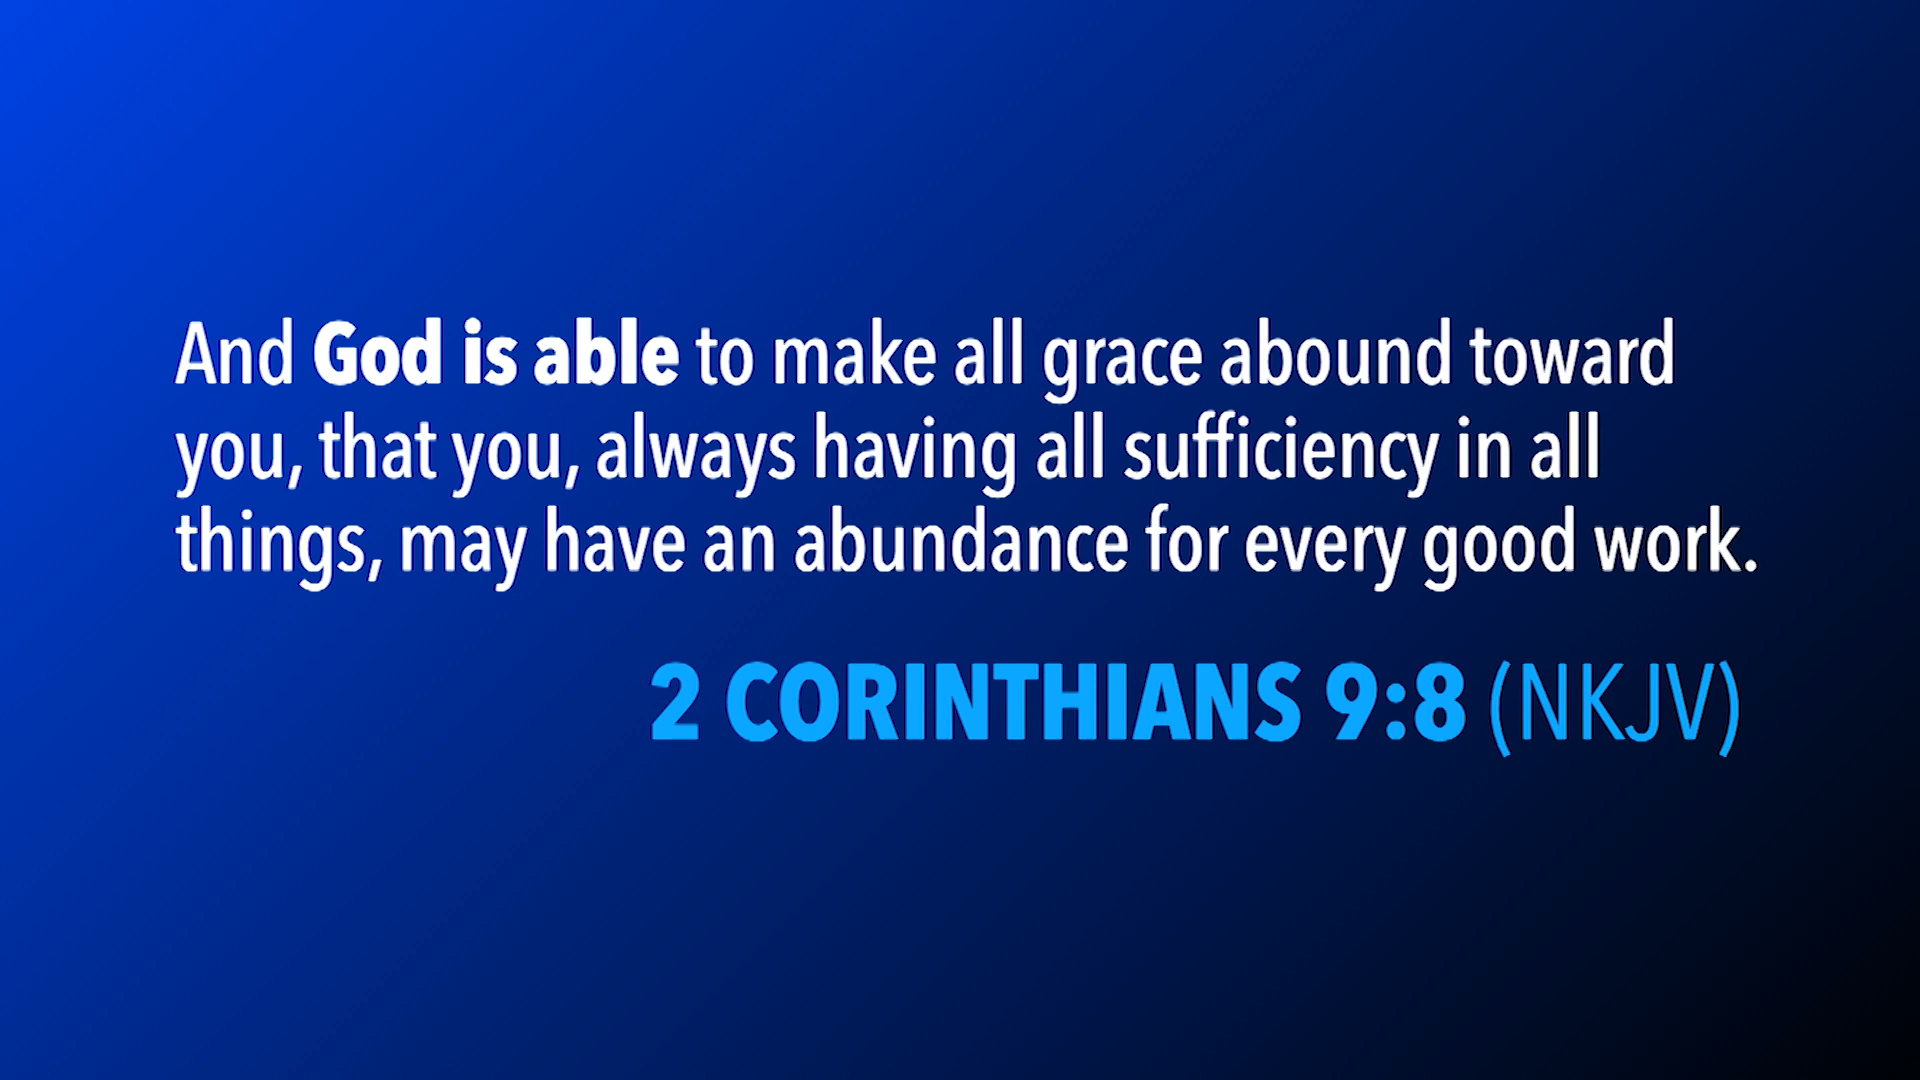 And God is able to make all grace abound toward
you, that you, always having all sufficiency in all
things, may have an abundance for every good work.
2 CORINTHIANS 9:8 (NKJV)